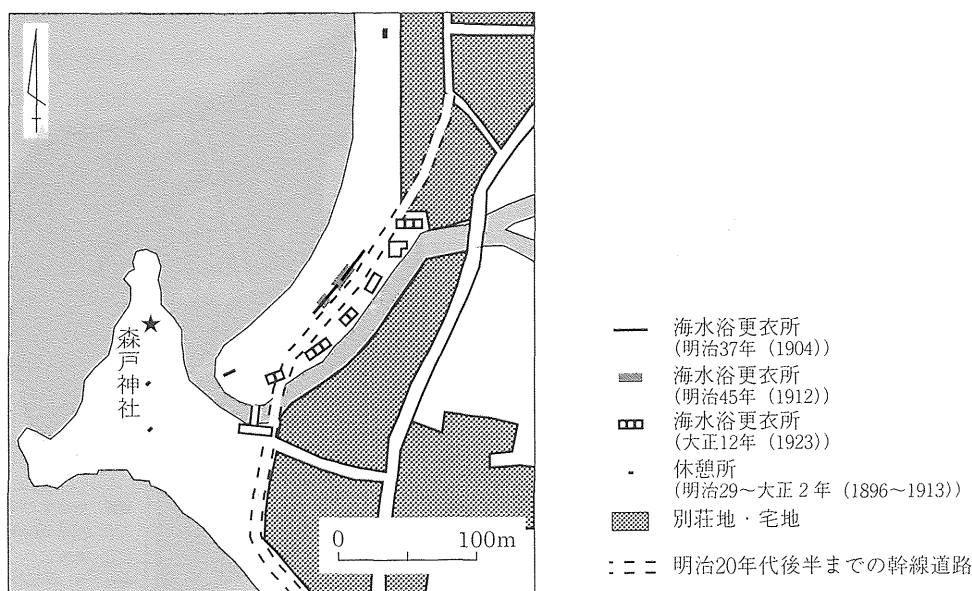 森戸神社
0
100m
海水浴更衣所
(明治37年（1904）)
海水浴更衣所
(明治45年（1912）)
海水浴更衣所
(大正12年（1923）)
休憩所
(明治29～大正２年（1896～1913）)
別荘地・宅地
明治20年代後半までの幹線道路